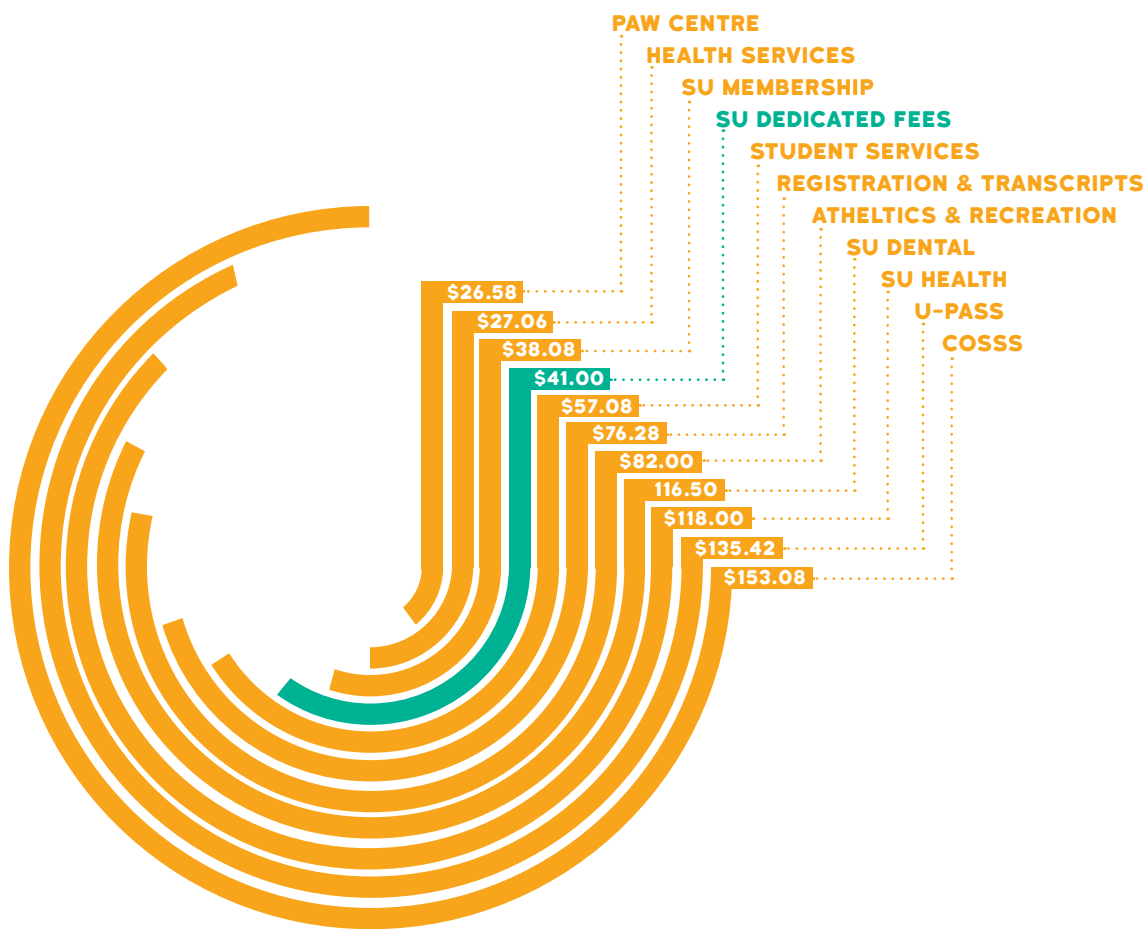 PAW CENTRE
HEALTH SERVICES
SU MEMBERSHIP
SU DEDICATED FEES
STUDENT SERVICES
REGISTRATION & TRANSCRIPTS
ATHELTICS & RECREATION
SU DENTAL
SU HEALTH
U-PASS
COSSS
$26.58
$27.06
$38.08
$41.00
$57.08
$76.28
$82.00
116.50
$118.00
$135.42
$153.08